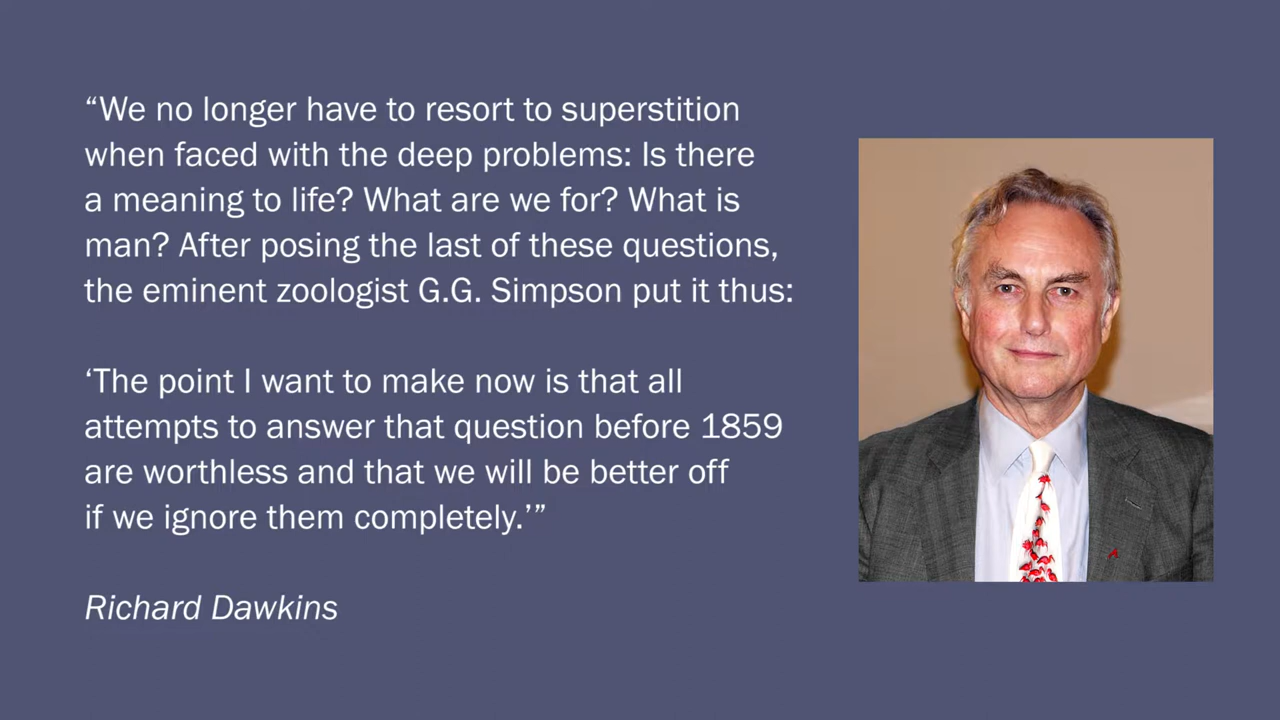 “We no longer have to resort to superstition
when faced with the deep problems: Is there
a meaning to life? What are we for? What is
man? After posing the last of these questions,
the eminent zoologist G.G. Simpson put it thus:
‘The point I want to make now is that all
attempts to answer that question before 1859
are worthless and that we will be better off
if we ignore them completely.’”
Richard Dawkins